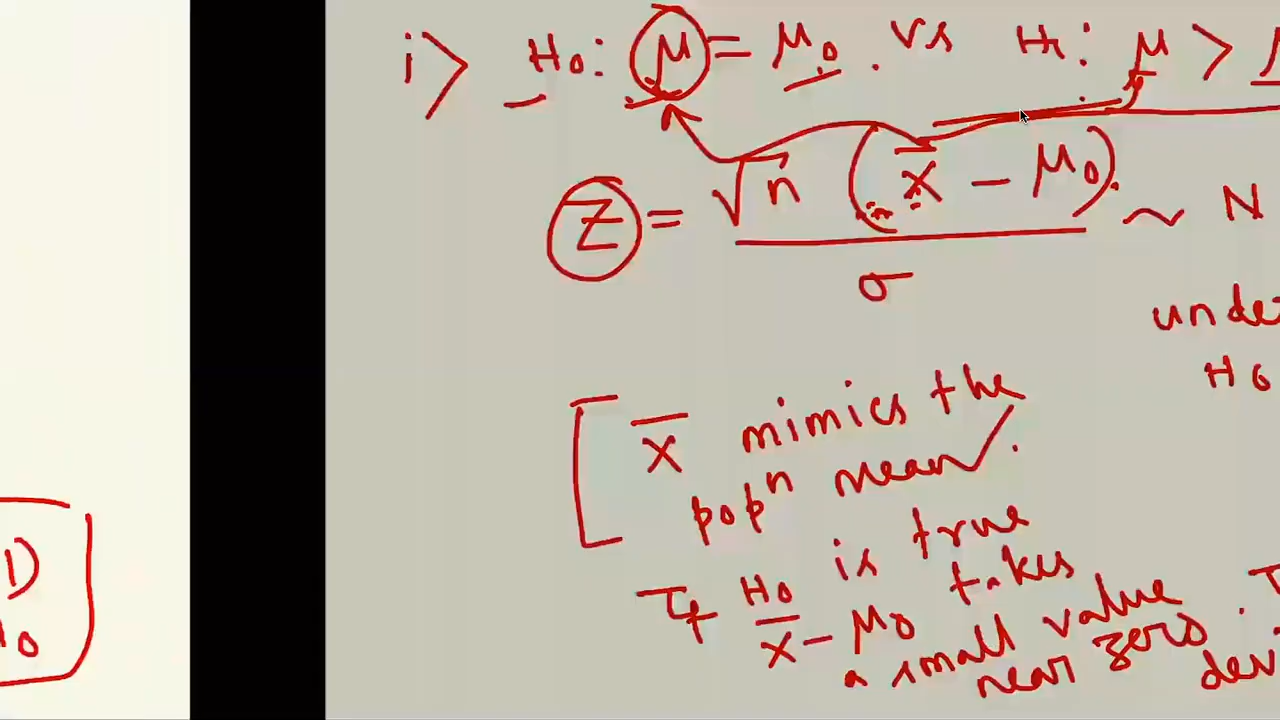 i> H₀: μ = μ₀ . vs H₁: μ >
Z = √n (x̄ - μ₀) / σ ~ N
under
H₀
[ x̄ mimics the
popⁿ mean.
If H₀ is true
x̄ - μ₀ takes
a small value
near zero.